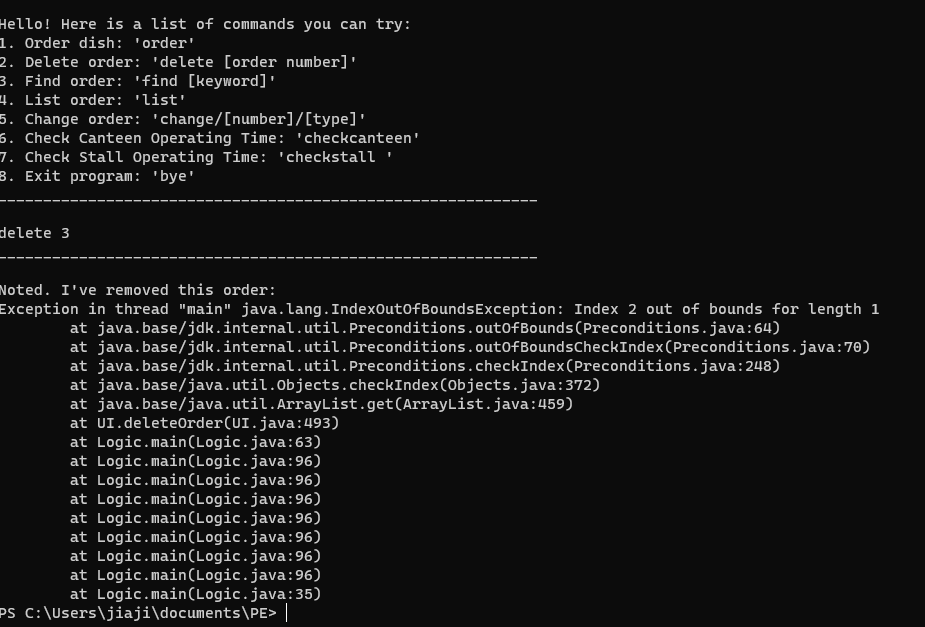 Hello! Here is a list of commands you can try:
1. Order dish: 'order'
2. Delete order: 'delete [order number]'
3. Find order: 'find [keyword]'
4. List order: 'list'
5. Change order: 'change/[number]/[type]'
6. Check Canteen Operating Time: 'checkcanteen'
7. Check Stall Operating Time: 'checkstall '
8. Exit program: 'bye'
____________________________________________________________
delete 3
____________________________________________________________
Noted. I've removed this order:
Exception in thread "main" java.lang.IndexOutOfBoundsException: Index 2 out of bounds for length 1
        at java.base/jdk.internal.util.Preconditions.outOfBounds(Preconditions.java:64)
        at java.base/jdk.internal.util.Preconditions.outOfBoundsCheckIndex(Preconditions.java:70)
        at java.base/jdk.internal.util.Preconditions.checkIndex(Preconditions.java:248)
        at java.base/java.util.Objects.checkIndex(Objects.java:372)
        at java.base/java.util.ArrayList.get(ArrayList.java:459)
        at UI.deleteOrder(UI.java:493)
        at Logic.main(Logic.java:63)
        at Logic.main(Logic.java:96)
        at Logic.main(Logic.java:96)
        at Logic.main(Logic.java:96)
        at Logic.main(Logic.java:96)
        at Logic.main(Logic.java:96)
        at Logic.main(Logic.java:96)
        at Logic.main(Logic.java:96)
        at Logic.main(Logic.java:35)
PS C:\Users\jiaji\documents\PE>